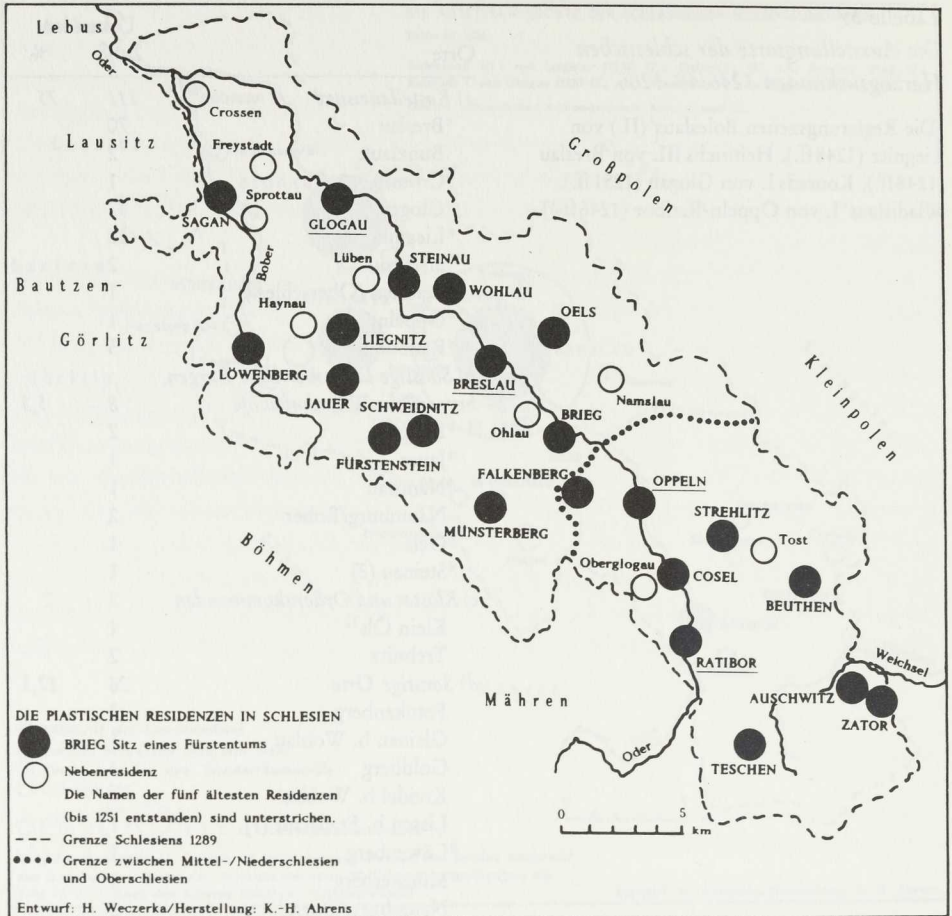 Lebus
Oder
Crossen
Großpolen
Lausitz
Freystadt
Sprottau
SAGAN
GLOGAU
Bober
Lüben
STEINAU
WOHLAU
Bautzen-
Görlitz
Haynau
LIEGNITZ
OELS
LÖWENBERG
BRESLAU
Kleinpolen
JAUER
SCHWEIDNITZ
Namslau
Ohlau
BRIEG
FÜRSTENSTEIN
FALKENBERG
OPPELN
MÜNSTERBERG
STREHLITZ
Tost
Böhmen
Oberglogau
COSEL
BEUTHEN
RATIBOR
Weichsel
Mähren
AUSCHWITZ
ZATOR
Oder
TESCHEN
DIE PIASTISCHEN RESIDENZEN IN SCHLESIEN
BRIEG Sitz eines Fürstentums
Nebenresidenz
Die Namen der fünf ältesten Residenzen
(bis 1251 entstanden) sind unterstrichen.
Grenze Schlesiens 1289
Grenze zwischen Mittel-/Niederschlesien
und Oberschlesien
0 5
km
Entwurf: H. Weczerka/Herstellung: K.-H. Ahrens